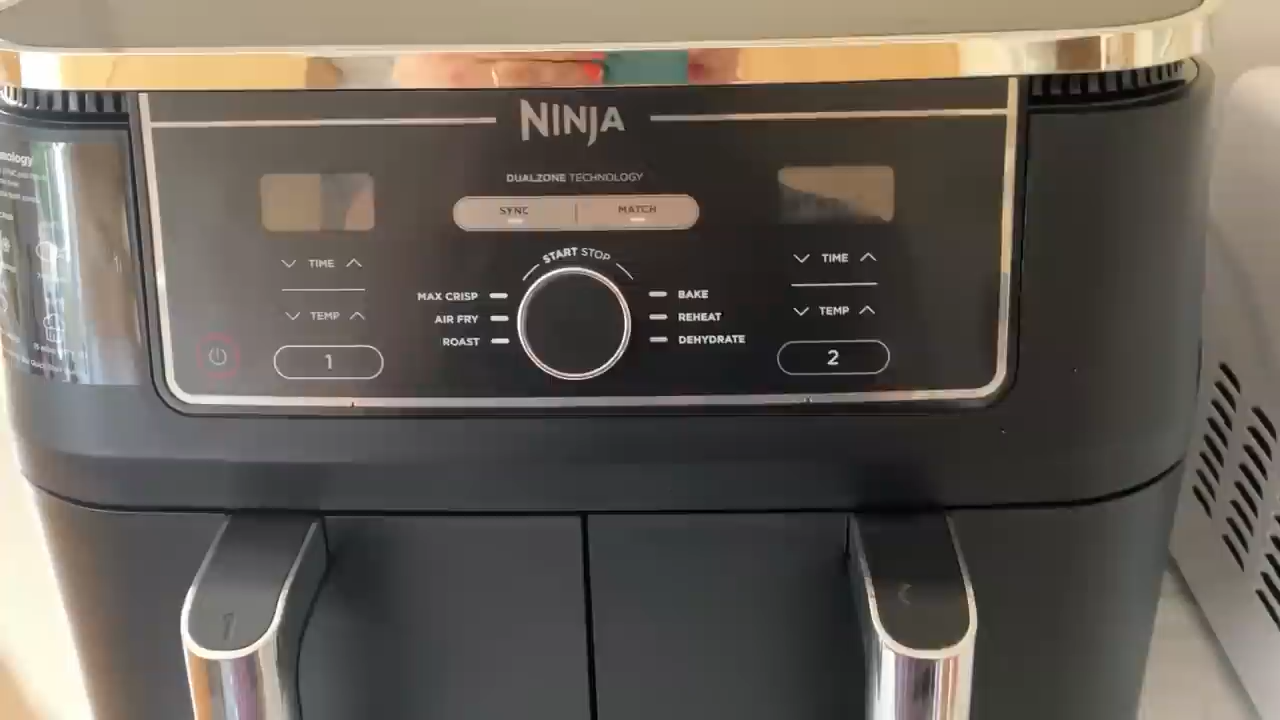 NINJA
DUALZONE TECHNOLOGY
SYNC MATCH
TIME
TEMP
1
START STOP
MAX CRISP
AIR FRY
ROAST
BAKE
REHEAT
DEHYDRATE
TIME
TEMP
2
1